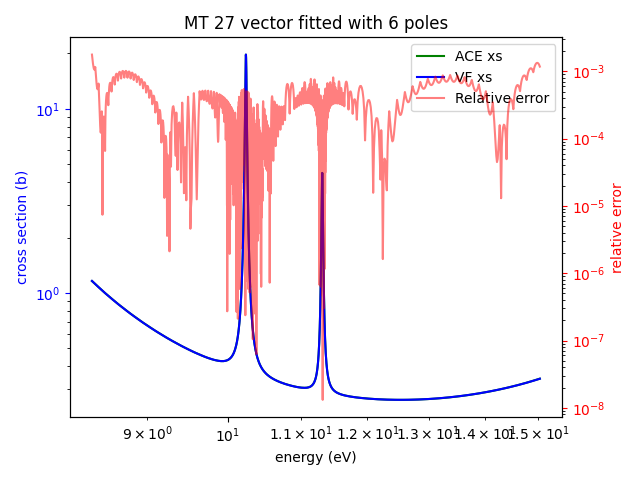 MT 27 vector fitted with 6 poles
ACE xs
VF xs
Relative error
10¹
10⁰
cross section (b)
10⁻³
10⁻⁴
10⁻⁵
10⁻⁶
10⁻⁷
10⁻⁸
relative error
9 × 10⁰
10¹
1.1 × 10¹
1.2 × 10¹
1.3 × 10¹
1.4 × 10¹
1.5 × 10¹
energy (eV)